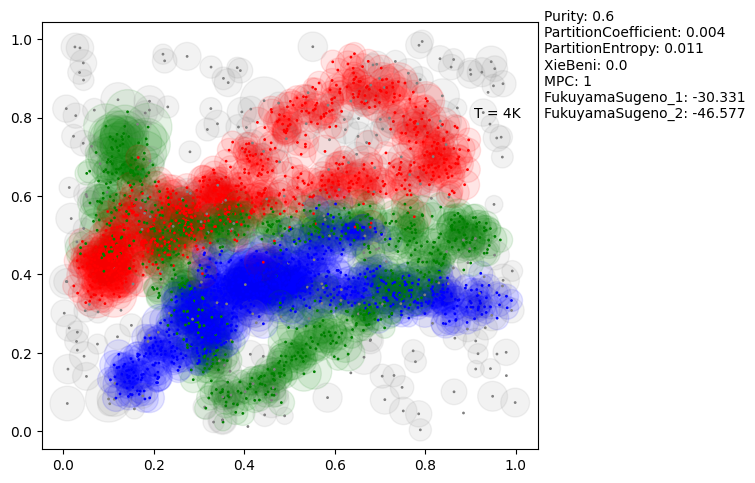 Purity: 0.6
PartitionCoefficient: 0.004
PartitionEntropy: 0.011
XieBeni: 0.0
MPC: 1
FukuyamaSugeno_1: -30.331
FukuyamaSugeno_2: -46.577
T = 4K
1.0
0.8
0.6
0.4
0.2
0.0
0.0 0.2 0.4 0.6 0.8 1.0